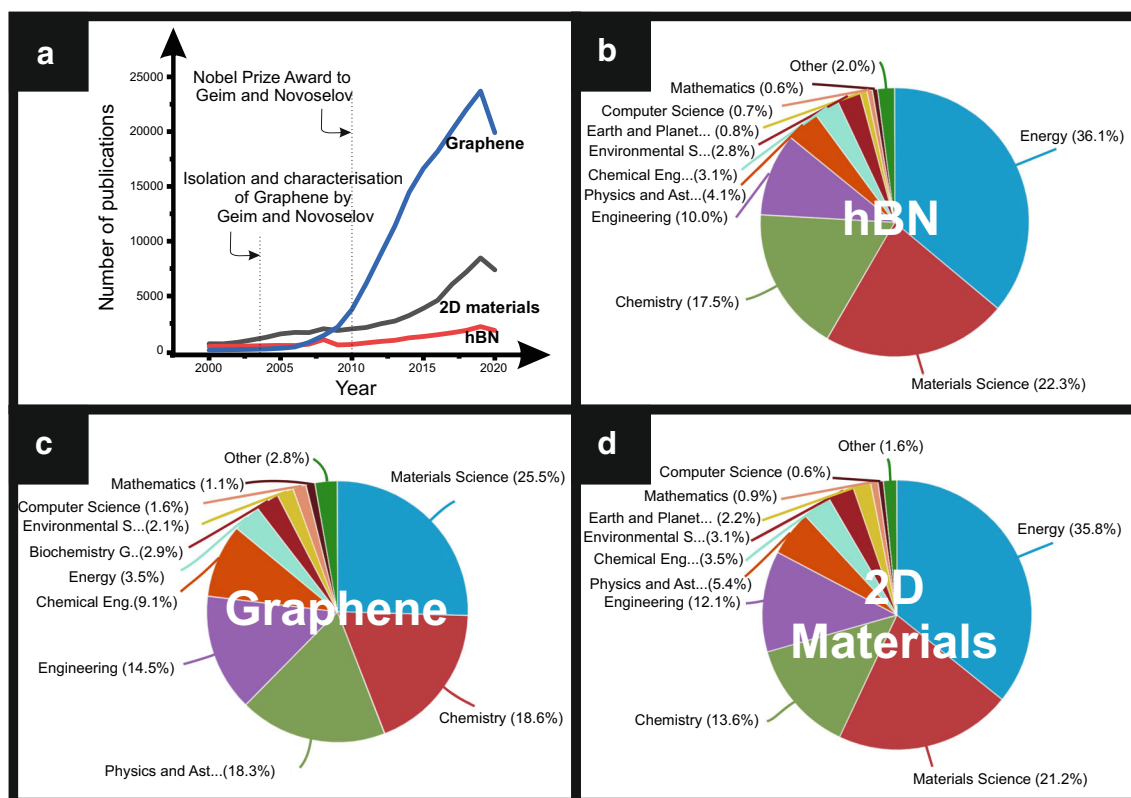 a
Nobel Prize Award to
Geim and Novoselov
Isolation and characterisation
of Graphene by
Geim and Novoselov
Number of publications
25000
20000
15000
10000
5000
0
Graphene
2D materials
hBN
2000
2005
2010
2015
2020
Year
b
Other (2.0%)
Mathematics (0.6%)
Computer Science (0.7%)
Earth and Planet... (0.8%)
Environmental S...(2.8%)
Chemical Eng...(3.1%)
Physics and Ast...(4.1%)
Engineering (10.0%)
Chemistry (17.5%)
Energy (36.1%)
Materials Science (22.3%)
hBN
c
Other (2.8%)
Mathematics (1.1%)
Computer Science (1.6%)
Environmental S...(2.1%)
Biochemistry G..(2.9%)
Energy (3.5%)
Chemical Eng.(9.1%)
Engineering (14.5%)
Physics and Ast...(18.3%)
Materials Science (25.5%)
Chemistry (18.6%)
Graphene
d
Other (1.6%)
Computer Science (0.6%)
Mathematics (0.9%)
Earth and Planet... (2.2%)
Environmental S...(3.1%)
Chemical Eng...(3.5%)
Physics and Ast...(5.4%)
Engineering (12.1%)
Chemistry (13.6%)
Energy (35.8%)
Materials Science (21.2%)
2D
Materials